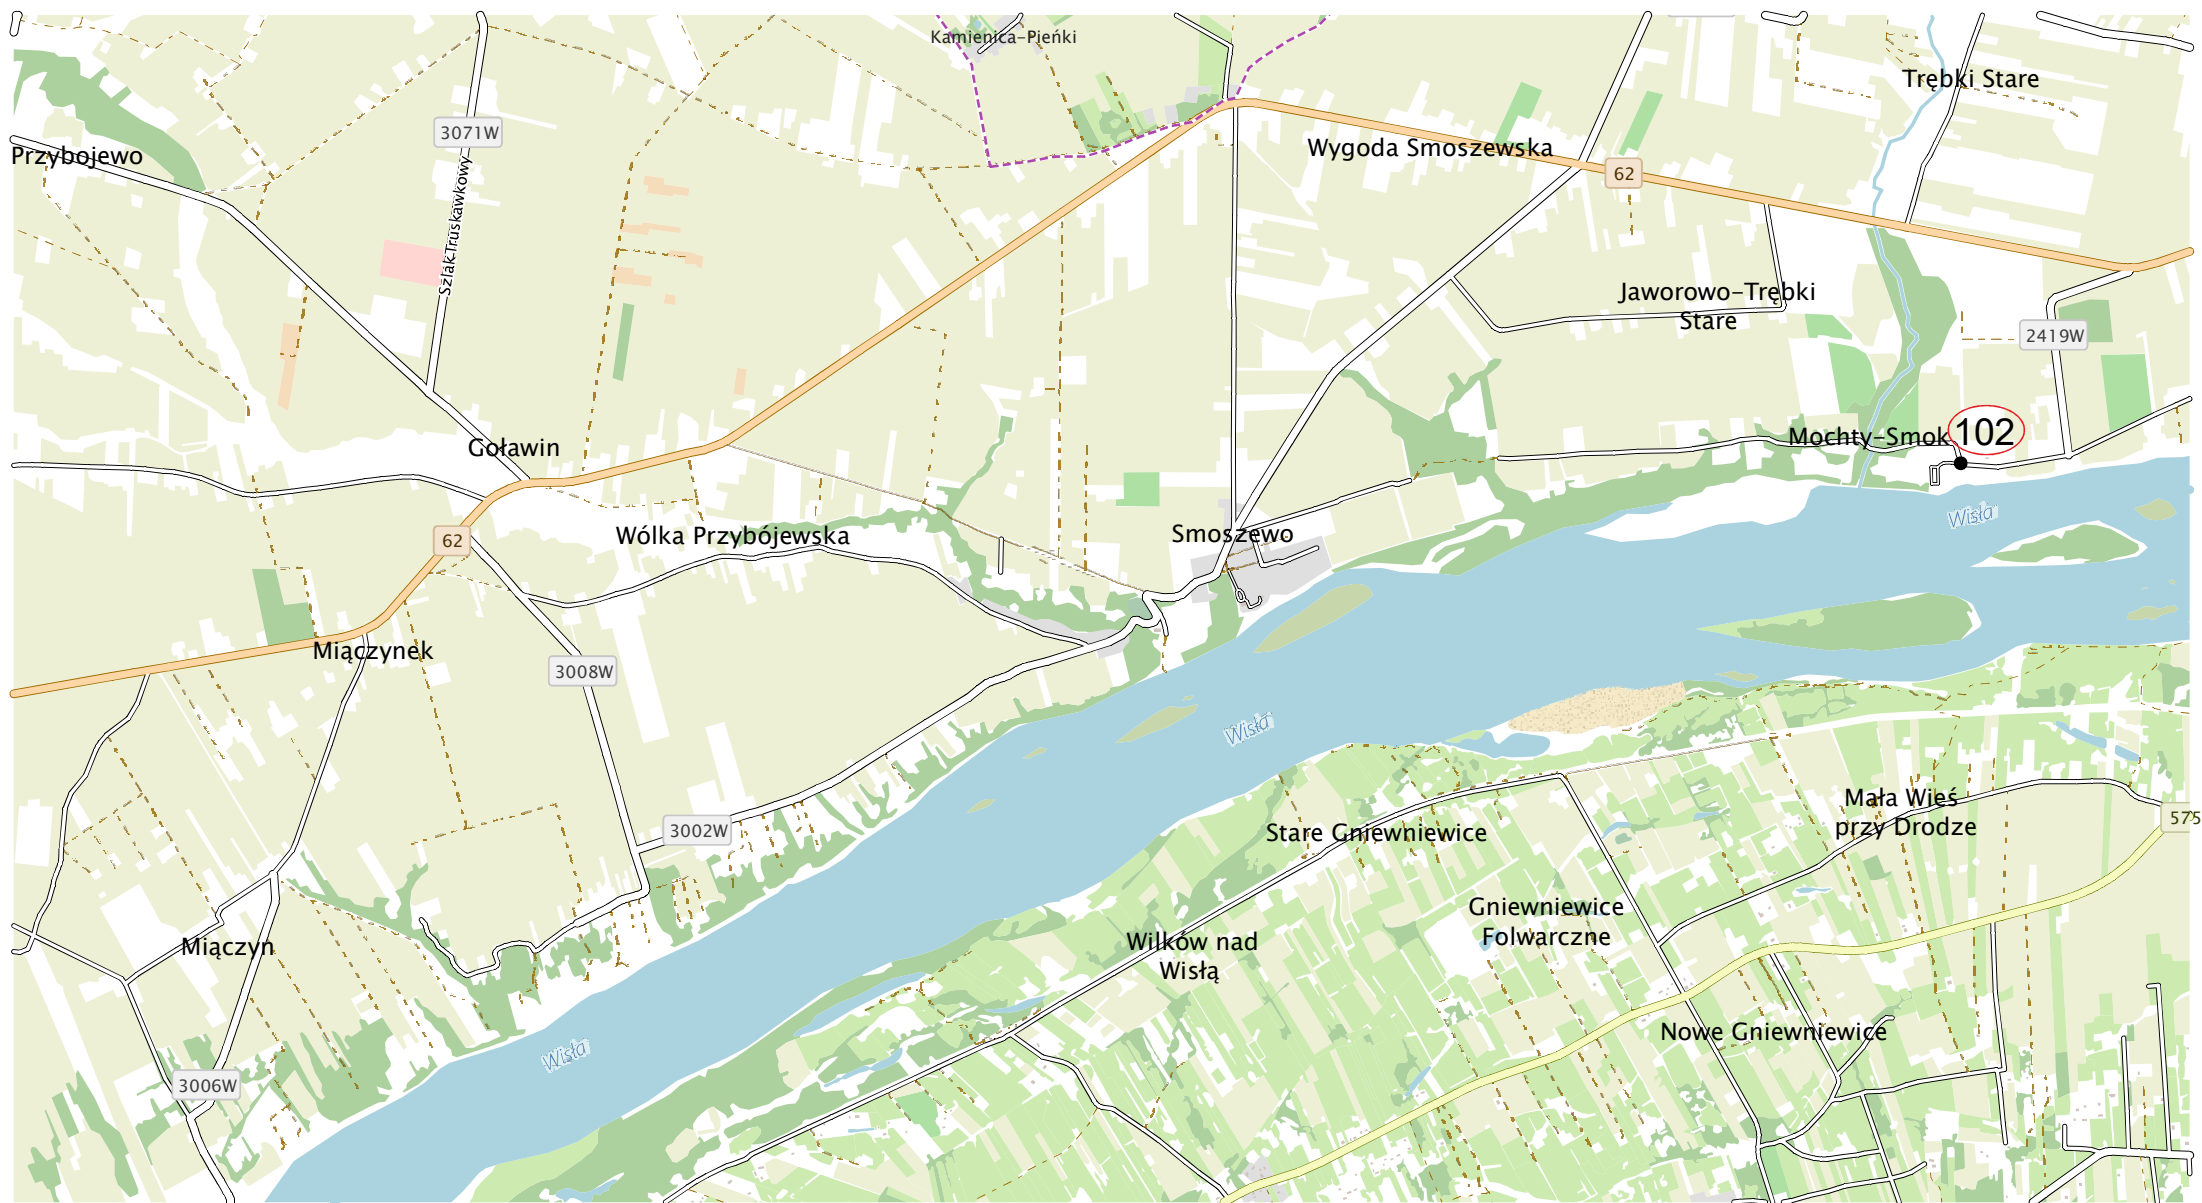 Kamienica-Pieńki
Trębki Stare
3071W
Przybojewo
Wygoda Smoszewska
62
Szlak Truskawkowy
Jaworowo-Trębki
Stare
2419W
Goławin
Mochty-Smok
102
Wisła
Wólka Przybójewska
Smoszewo
62
Miączynek
3008W
Wisła
Mała Wieś
przy Drodze
575
3002W
Stare Gniewniewice
Gniewniewice
Folwarczne
Wilków nad
Wisłą
Miączyn
Nowe Gniewniewice
Wisła
3006W
Wisła